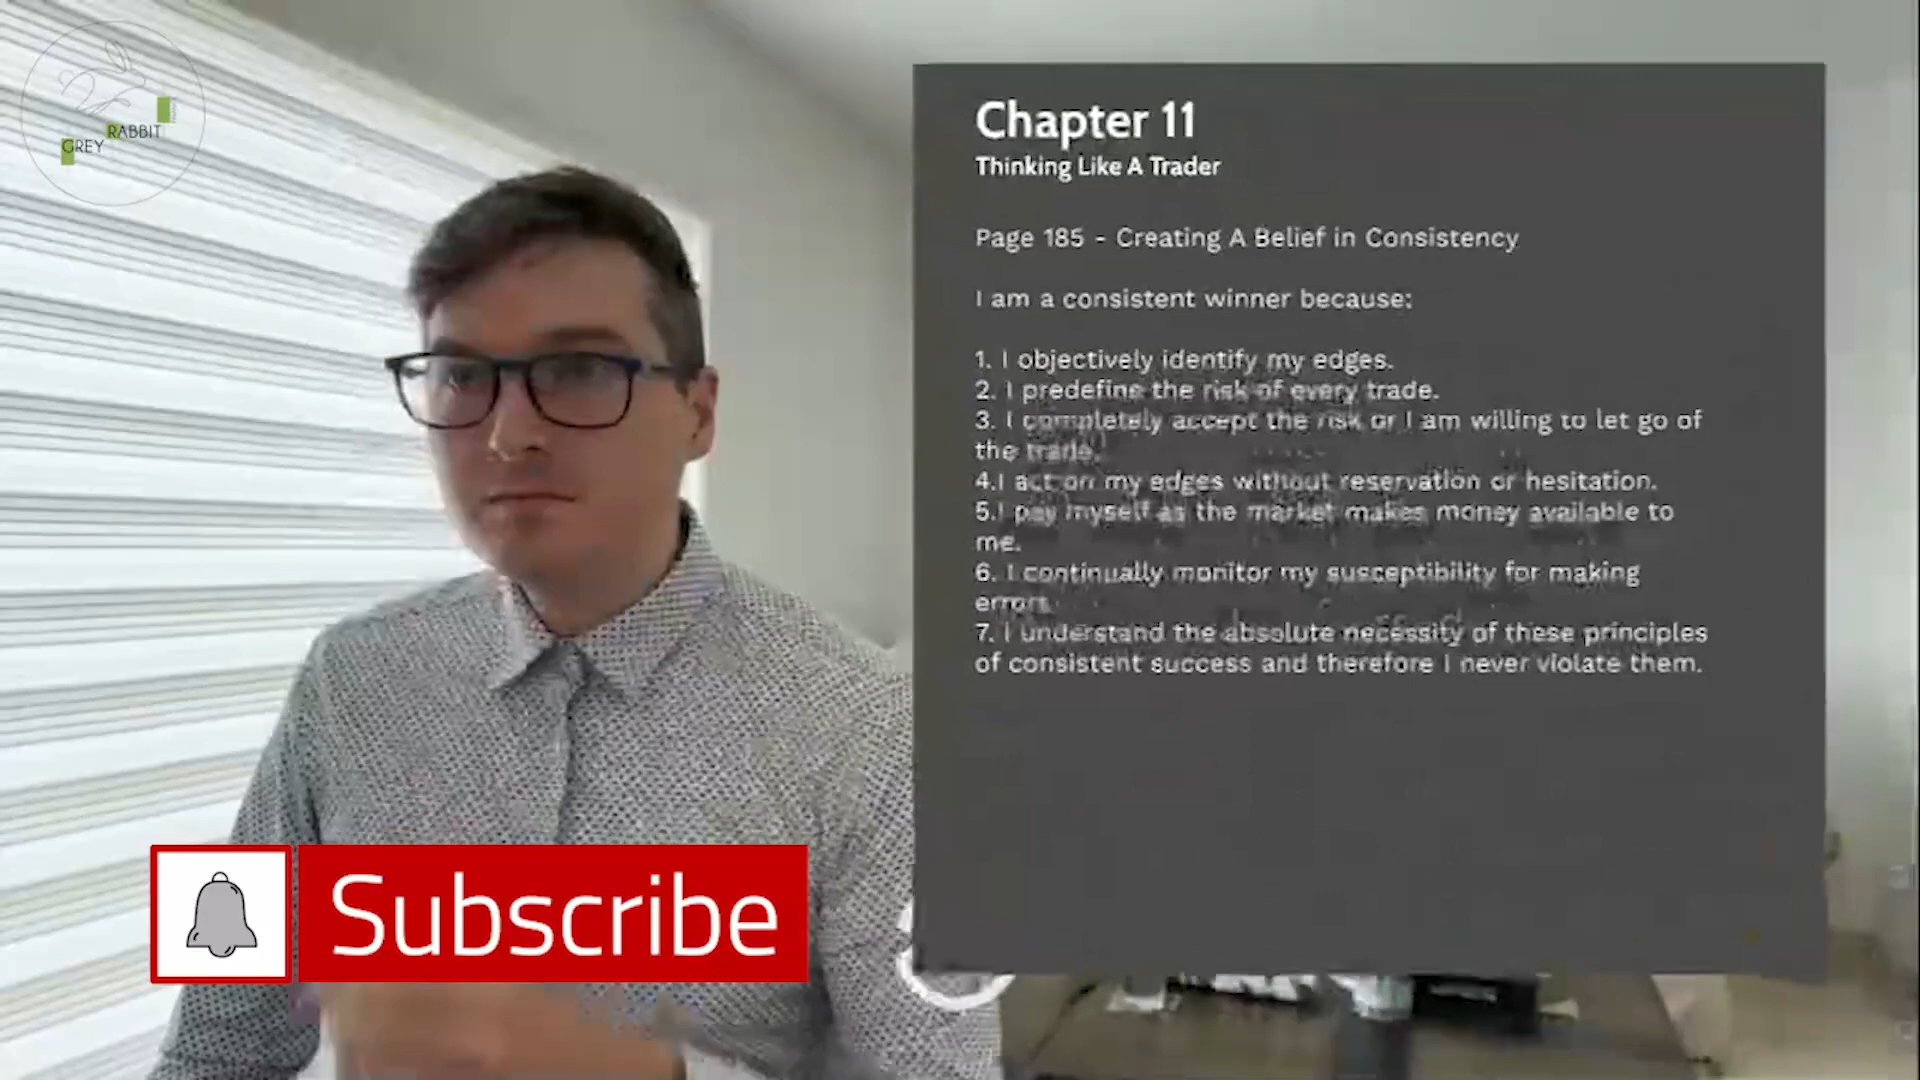 GREY RABBIT
Chapter 11
Thinking Like A Trader
Page 185 - Creating A Belief in Consistency
I am a consistent winner because:
1. I objectively identify my edges.
2. I predefine the risk of every trade.
3. I completely accept the risk or I am willing to let go of
the trade.
4.I act on my edges without reservation or hesitation.
5.I pay myself as the market makes money available to
me.
6. I continually monitor my susceptibility for making
errors.
7. I understand the absolute necessity of these principles
of consistent success and therefore I never violate them.
Subscribe